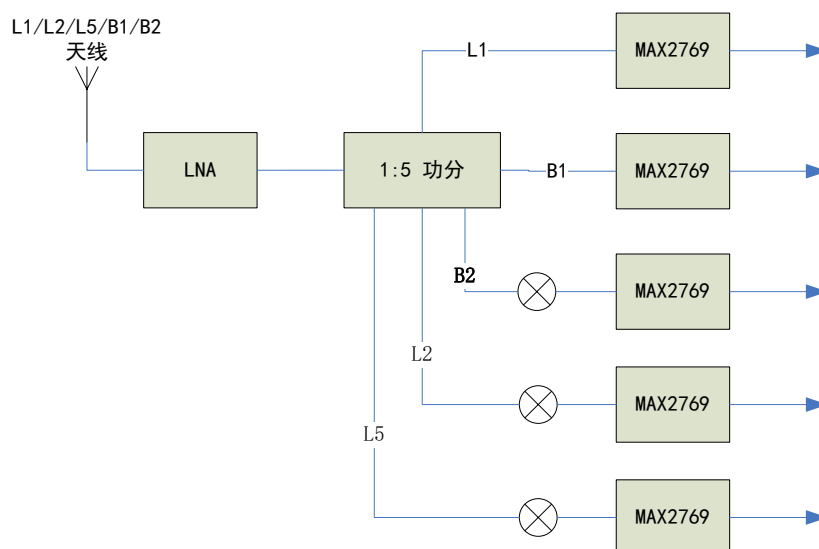 L1/L2/L5/B1/B2
天线
L1
MAX2769
LNA
1:5 功分
B1
MAX2769
B2
MAX2769
L2
MAX2769
L5
MAX2769